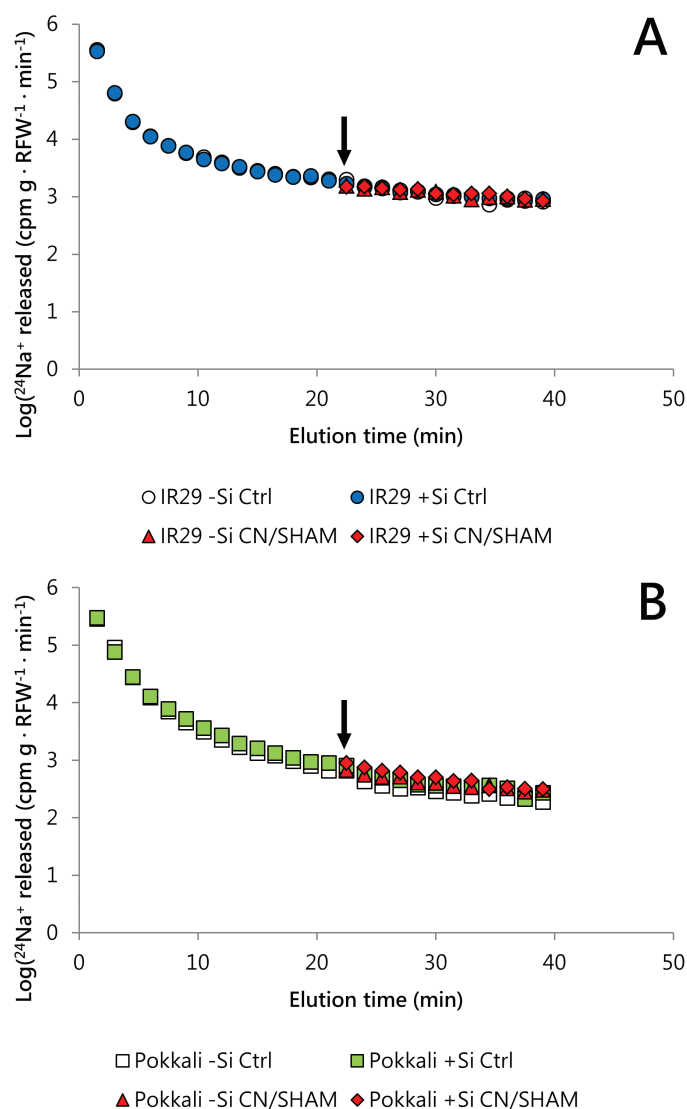 A
6
5
4
3
2
1
0
0 10 20 30 40 50
Log(²⁴Na⁺ released (cpm g · RFW⁻¹ · min⁻¹)
Elution time (min)
IR29 -Si Ctrl IR29 +Si Ctrl
IR29 -Si CN/SHAM IR29 +Si CN/SHAM
B
6
5
4
3
2
1
0
0 10 20 30 40 50
Log(²⁴Na⁺ released (cpm g · RFW⁻¹ · min⁻¹)
Elution time (min)
Pokkali -Si Ctrl Pokkali +Si Ctrl
Pokkali -Si CN/SHAM Pokkali +Si CN/SHAM